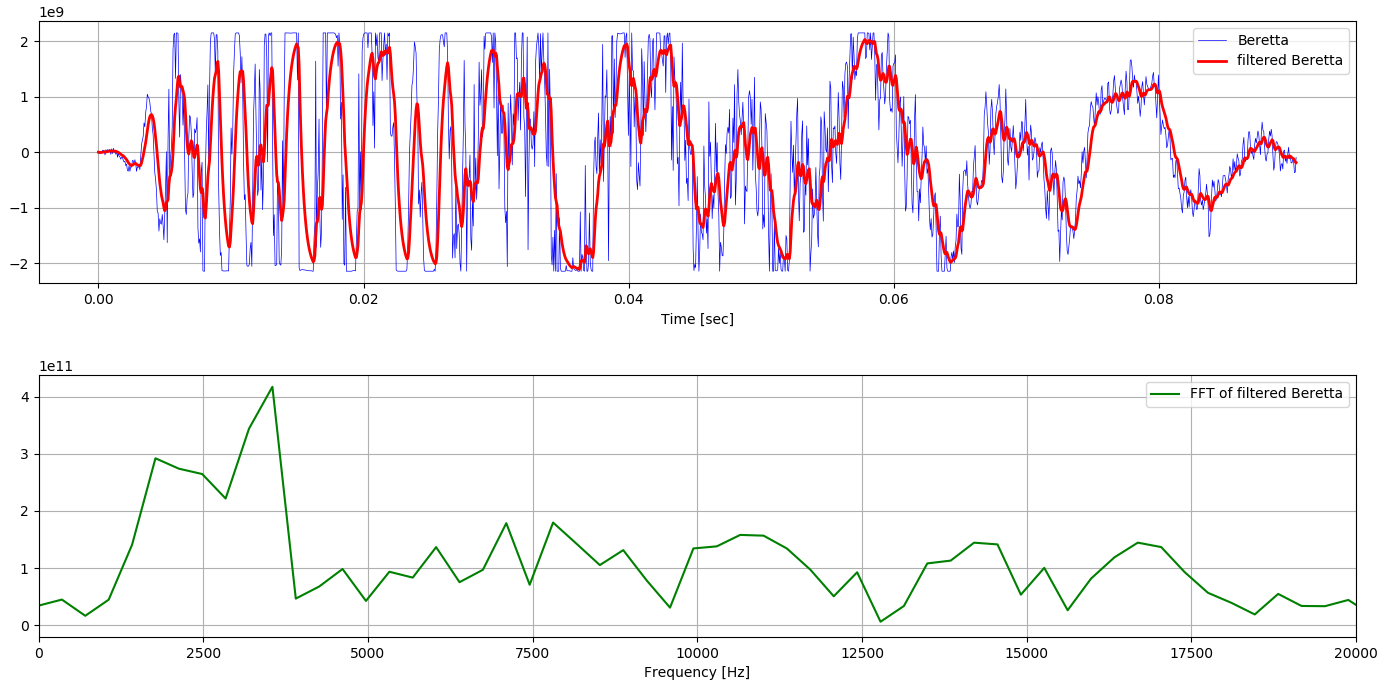 1e9
2
1
0
−1
−2
Beretta
filtered Beretta
0.00 0.02 0.04 0.06 0.08
Time [sec]
1e11
4
3
2
1
0
FFT of filtered Beretta
0 2500 5000 7500 10000 12500 15000 17500 20000
Frequency [Hz]